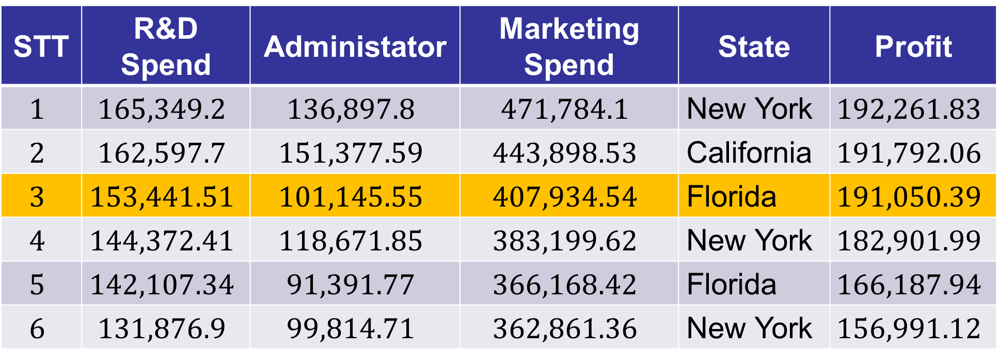 STT R&D Spend Administator Marketing Spend State Profit
1 165,349.2 136,897.8 471,784.1 New York 192,261.83
2 162,597.7 151,377.59 443,898.53 California 191,792.06
3 153,441.51 101,145.55 407,934.54 Florida 191,050.39
4 144,372.41 118,671.85 383,199.62 New York 182,901.99
5 142,107.34 91,391.77 366,168.42 Florida 166,187.94
6 131,876.9 99,814.71 362,861.36 New York 156,991.12